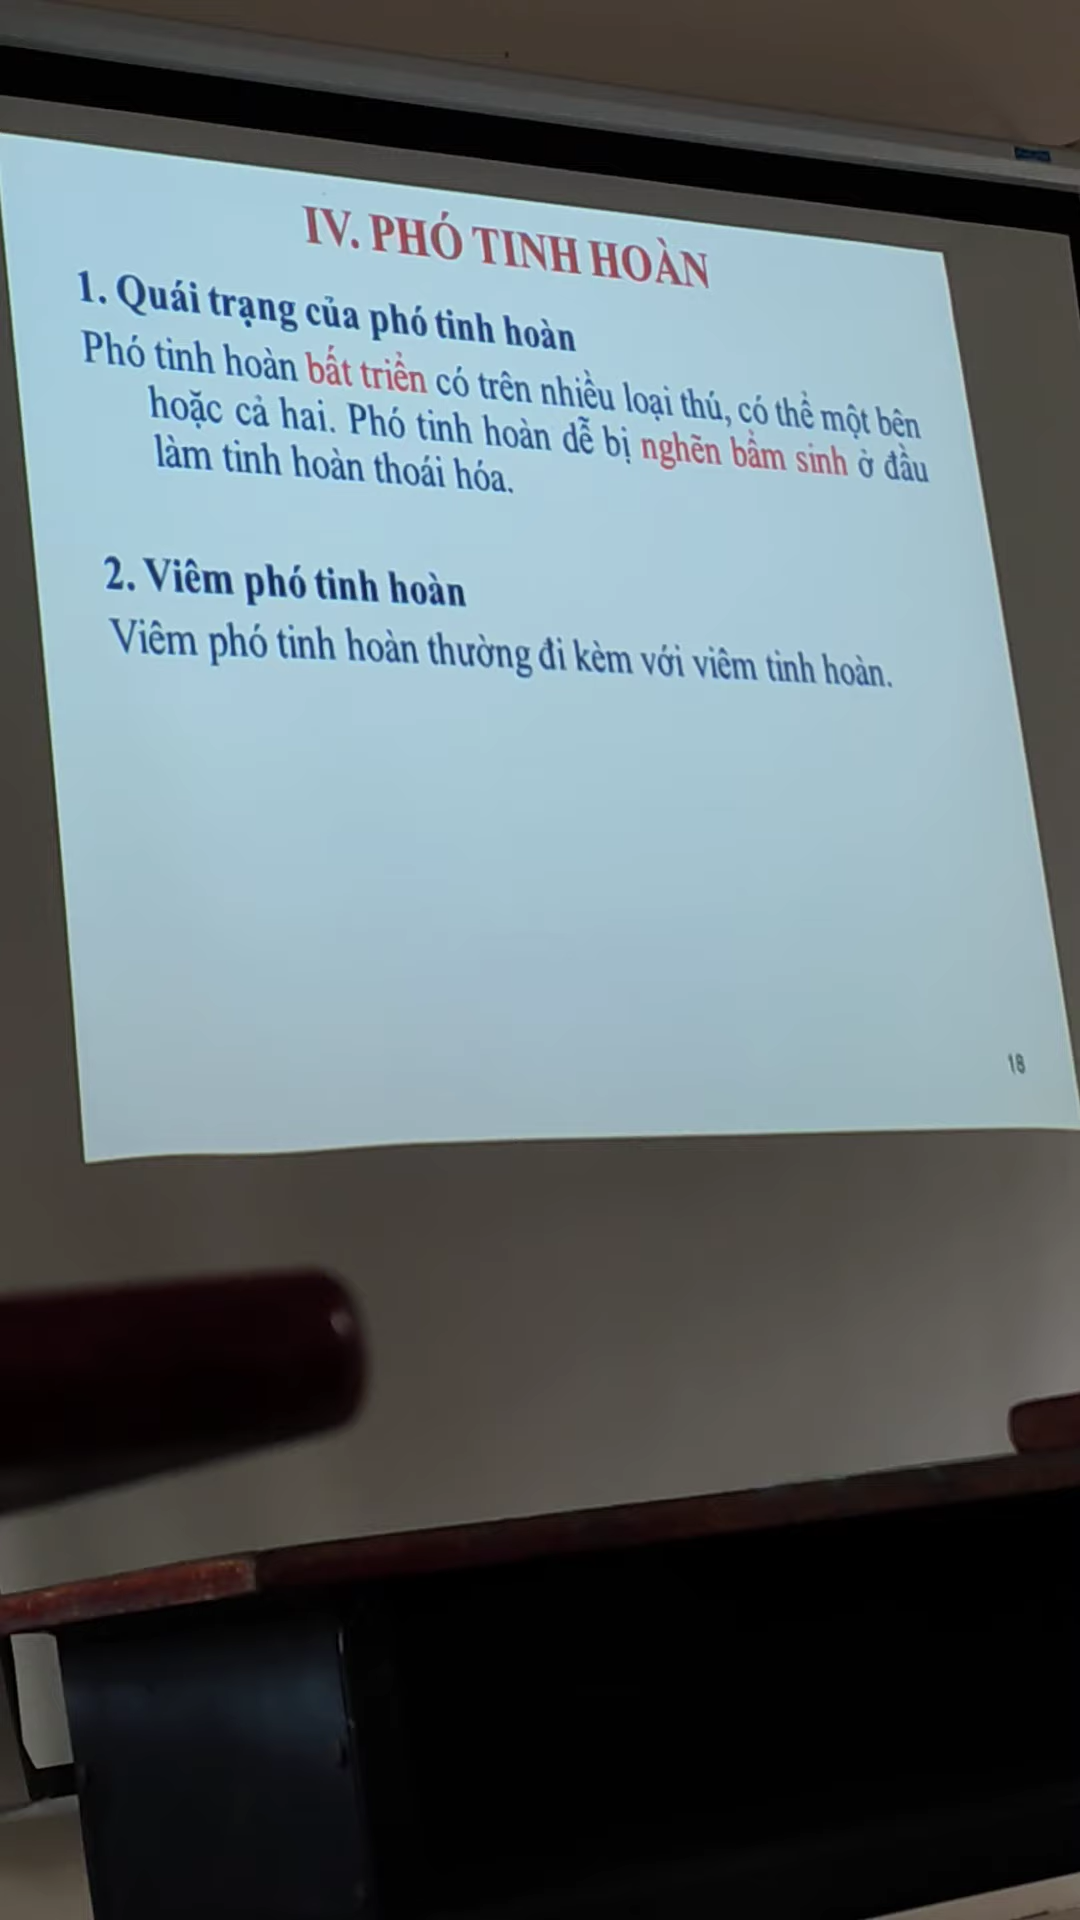 IV. PHÓ TINH HOÀN
1. Quái trạng của phó tinh hoàn
Phó tinh hoàn bất triển có trên nhiều loại thú, có thể một bên
hoặc cả hai. Phó tinh hoàn dễ bị nghẽn bẩm sinh ở đầu
làm tinh hoàn thoái hóa.
2. Viêm phó tinh hoàn
Viêm phó tinh hoàn thường đi kèm với viêm tinh hoàn.
18